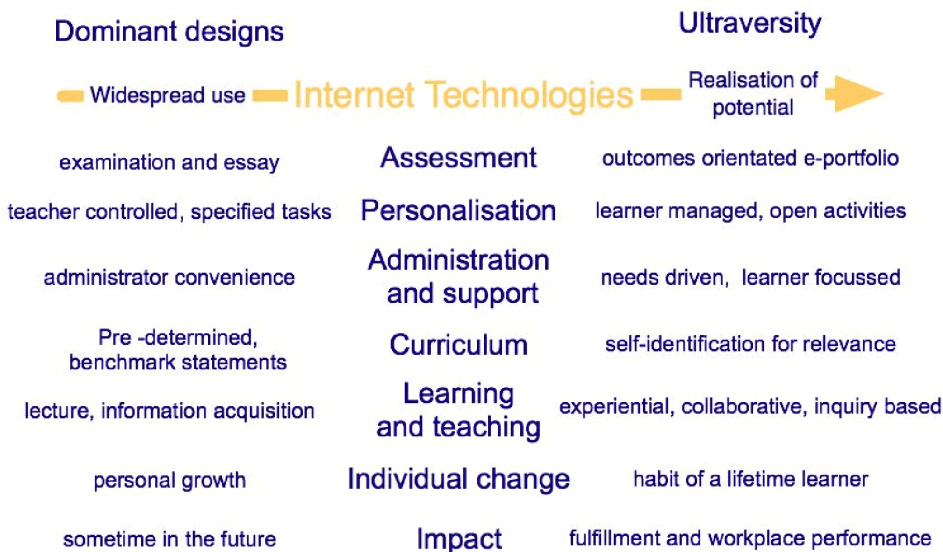 Dominant designs
Ultraversity
Widespread use
Internet Technologies
Realisation of
potential
examination and essay
Assessment
outcomes orientated e-portfolio
teacher controlled, specified tasks
Personalisation
learner managed, open activities
administrator convenience
Administration
and support
needs driven, learner focussed
Pre -determined,
benchmark statements
Curriculum
self-identification for relevance
lecture, information acquisition
Learning
and teaching
experiential, collaborative, inquiry based
personal growth
Individual change
habit of a lifetime learner
sometime in the future
Impact
fulfillment and workplace performance